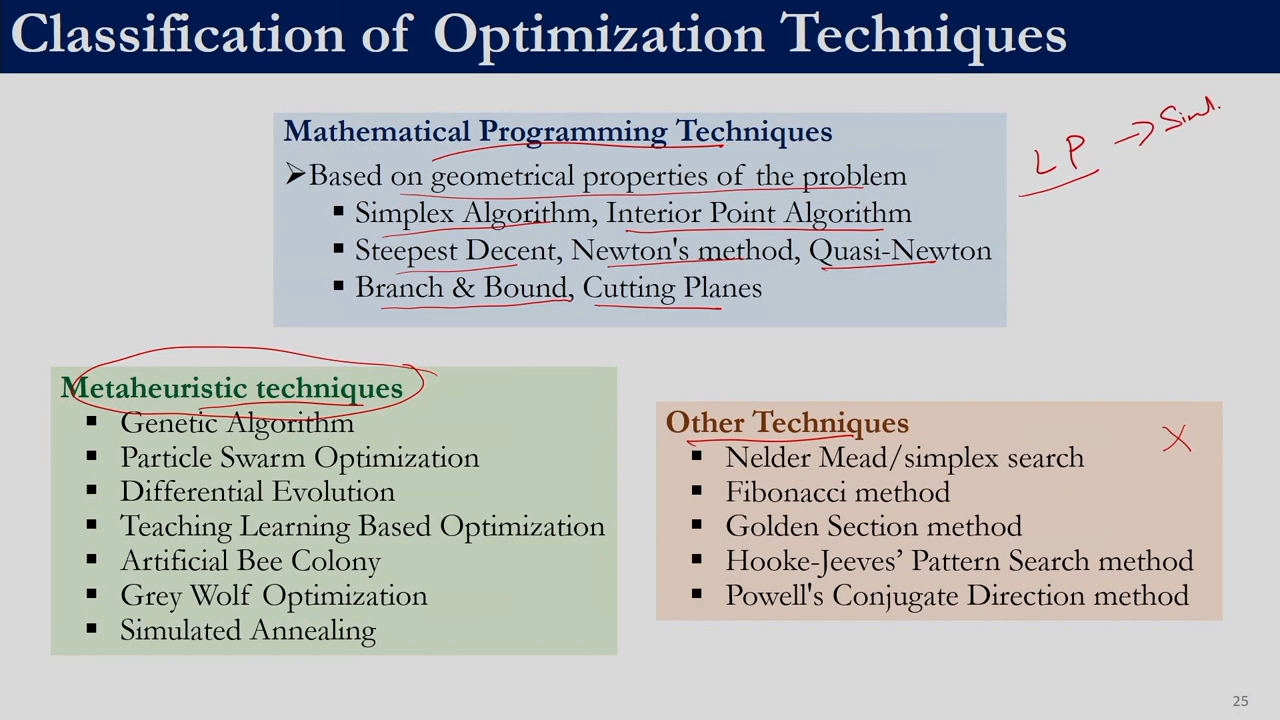 Classification of Optimization Techniques
Mathematical Programming Techniques
➢Based on geometrical properties of the problem
▪ Simplex Algorithm, Interior Point Algorithm
▪ Steepest Decent, Newton's method, Quasi-Newton
▪ Branch & Bound, Cutting Planes
LP →
Metaheuristic techniques
▪ Genetic Algorithm
▪ Particle Swarm Optimization
▪ Differential Evolution
▪ Teaching Learning Based Optimization
▪ Artificial Bee Colony
▪ Grey Wolf Optimization
▪ Simulated Annealing
Other Techniques
▪ Nelder Mead/simplex search
▪ Fibonacci method
▪ Golden Section method
▪ Hooke-Jeeves’ Pattern Search method
▪ Powell's Conjugate Direction method
X
25